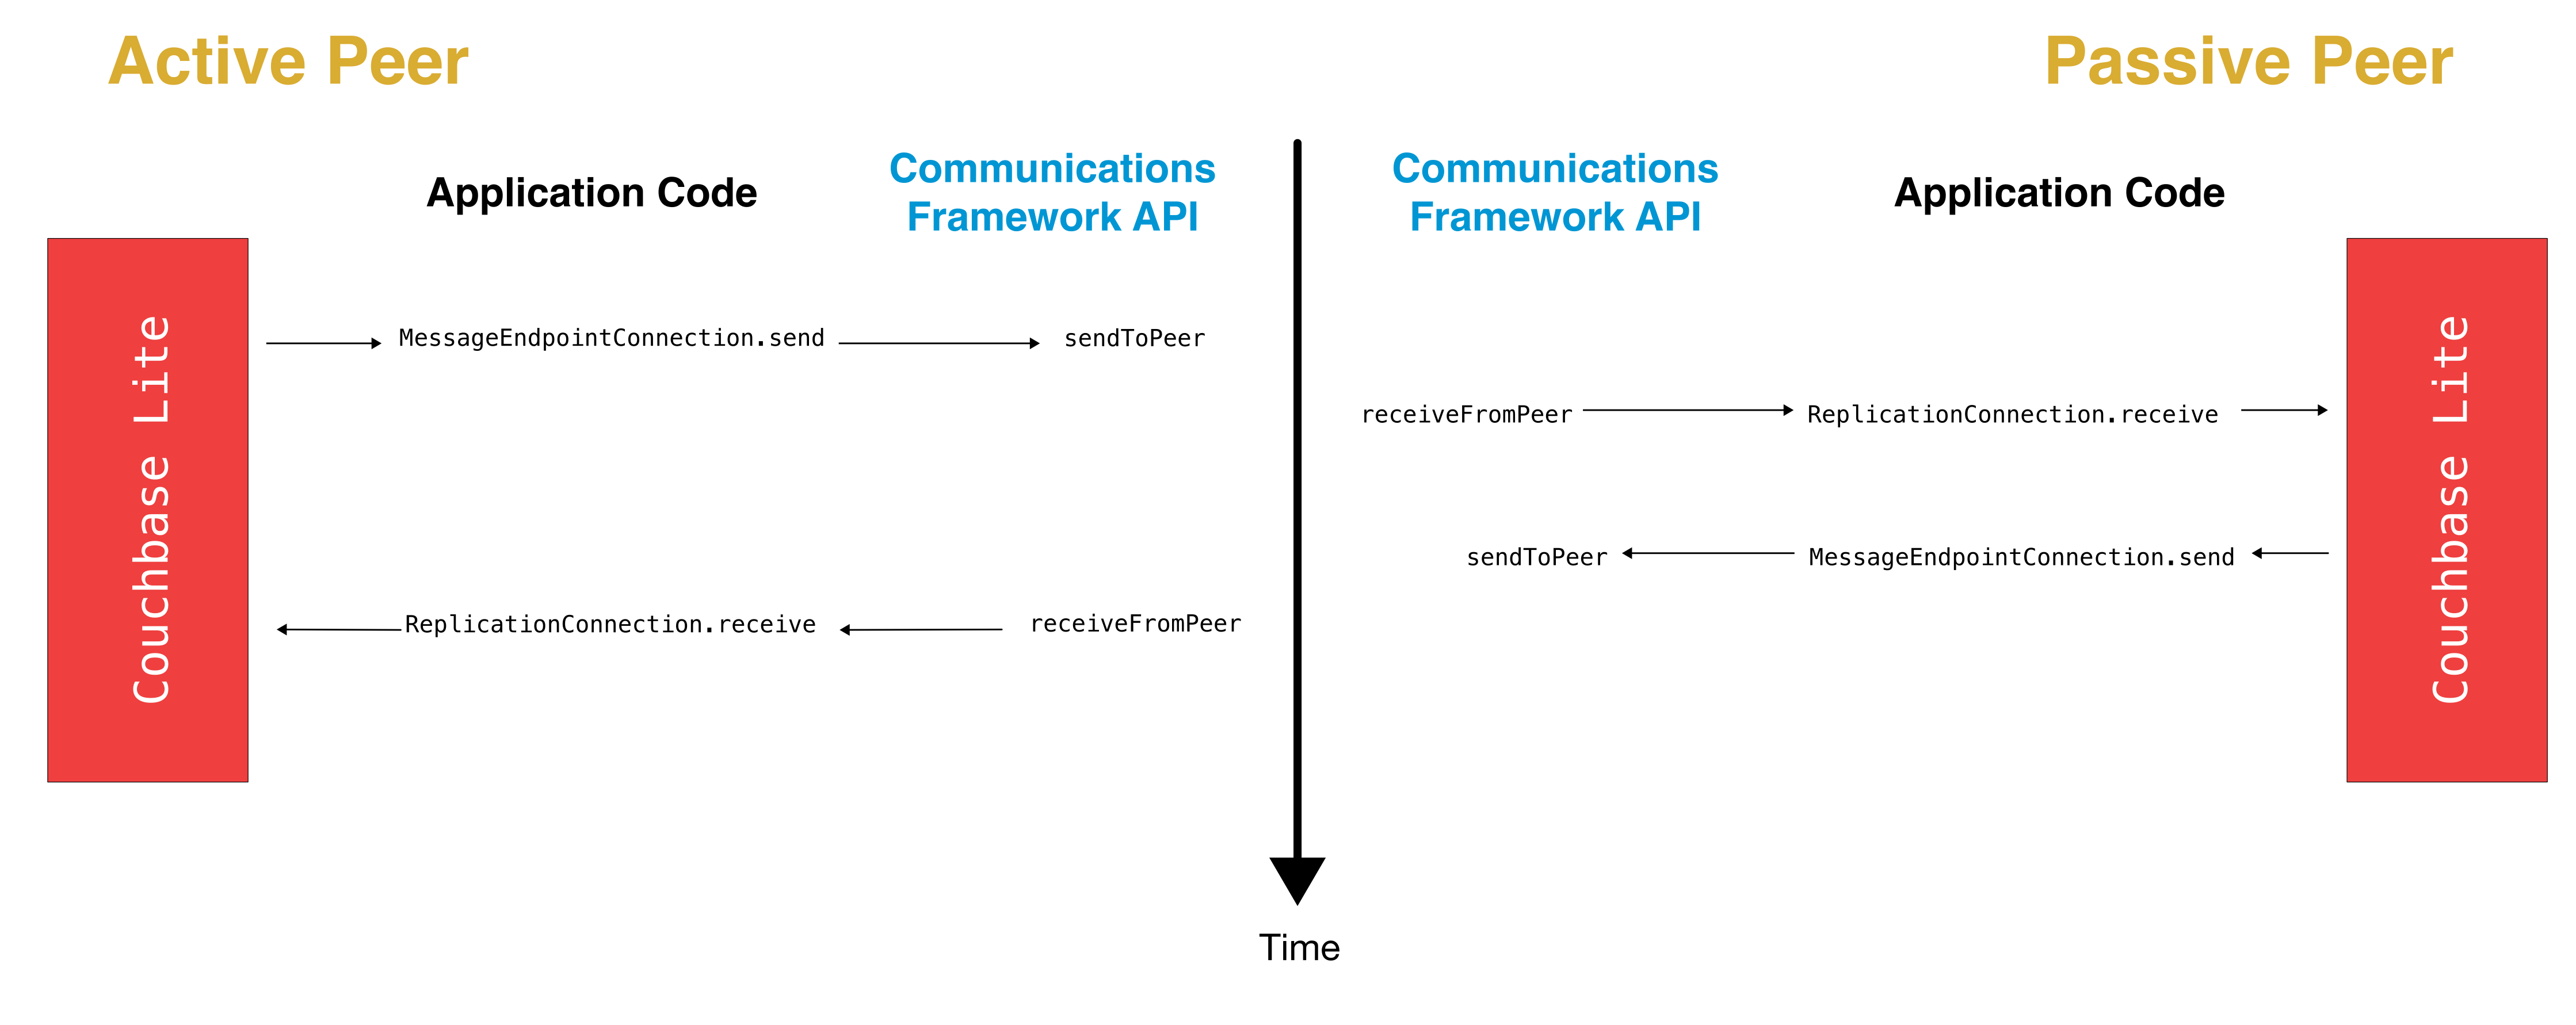 Active Peer
Passive Peer
Application Code
Communications
Framework API
Communications
Framework API
Application Code
Couchbase Lite
MessageEndpointConnection.send
sendToPeer
receiveFromPeer
ReplicationConnection.receive
sendToPeer
MessageEndpointConnection.send
ReplicationConnection.receive
receiveFromPeer
Couchbase Lite
Time